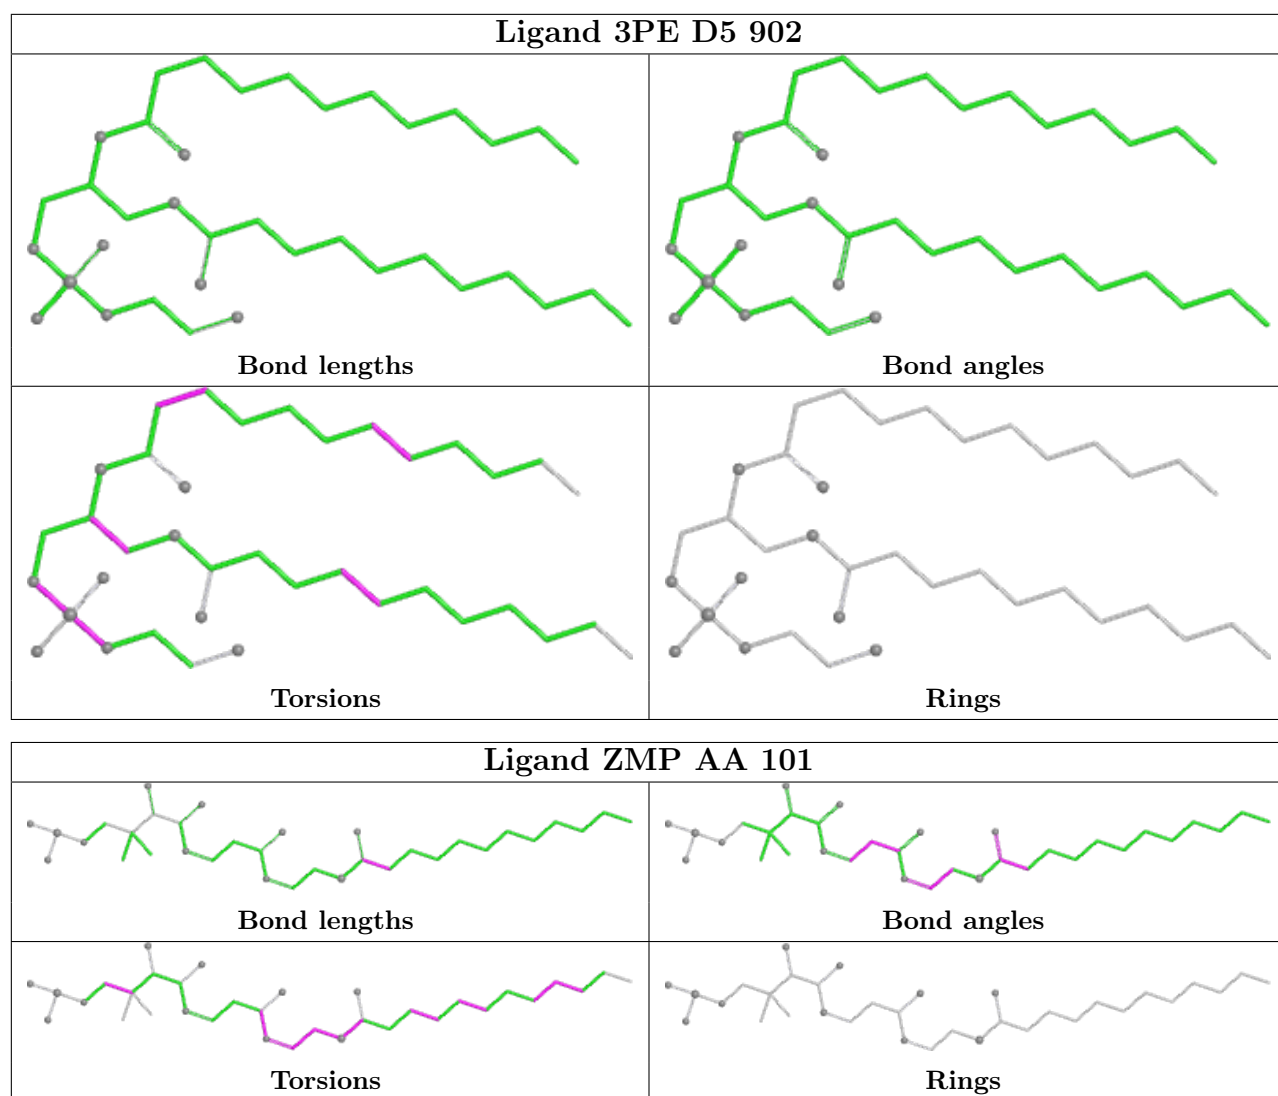 Ligand 3PE D5 902
Bond lengths
Bond angles
Torsions
Rings
Ligand ZMP AA 101
Bond lengths
Bond angles
Torsions
Rings